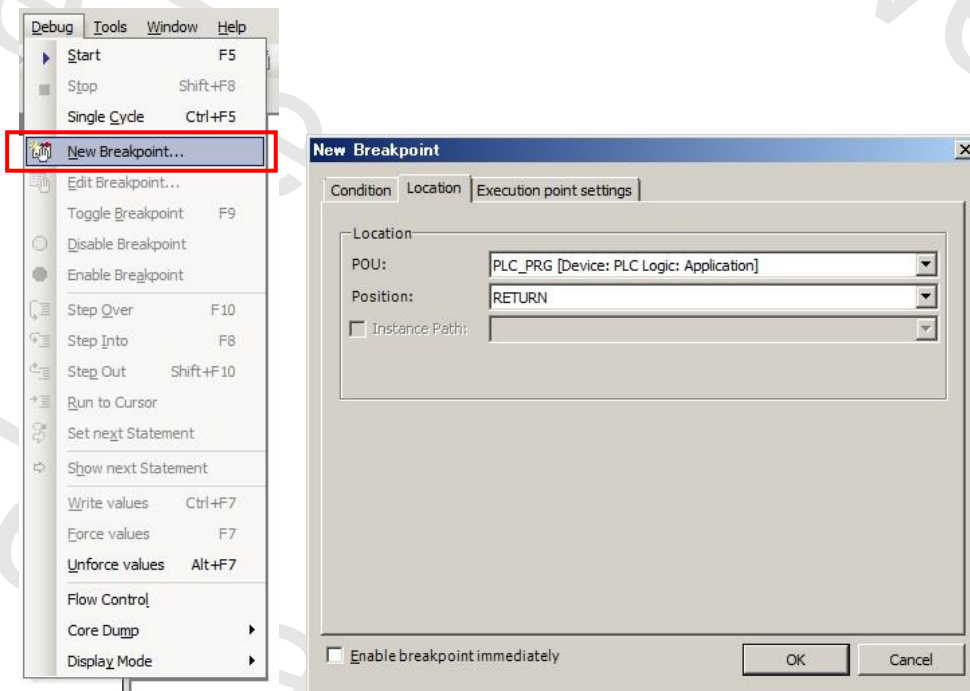 Debug Tools Window Help
Start F5
Stop Shift+F8
Single Cycle Ctrl+F5
New Breakpoint...
Edit Breakpoint...
Toggle Breakpoint F9
Disable Breakpoint
Enable Breakpoint
Step Over F10
Step Into F8
Step Out Shift+F10
Run to Cursor
Set next Statement
Show next Statement
Write values Ctrl+F7
Force values F7
Unforce values Alt+F7
Flow Control
Core Dump
Display Mode
New Breakpoint
Condition Location Execution point settings
Location
POU: PLC_PRG [Device: PLC Logic: Application]
Position: RETURN
Instance Path:
Enable breakpoint immediately OK Cancel